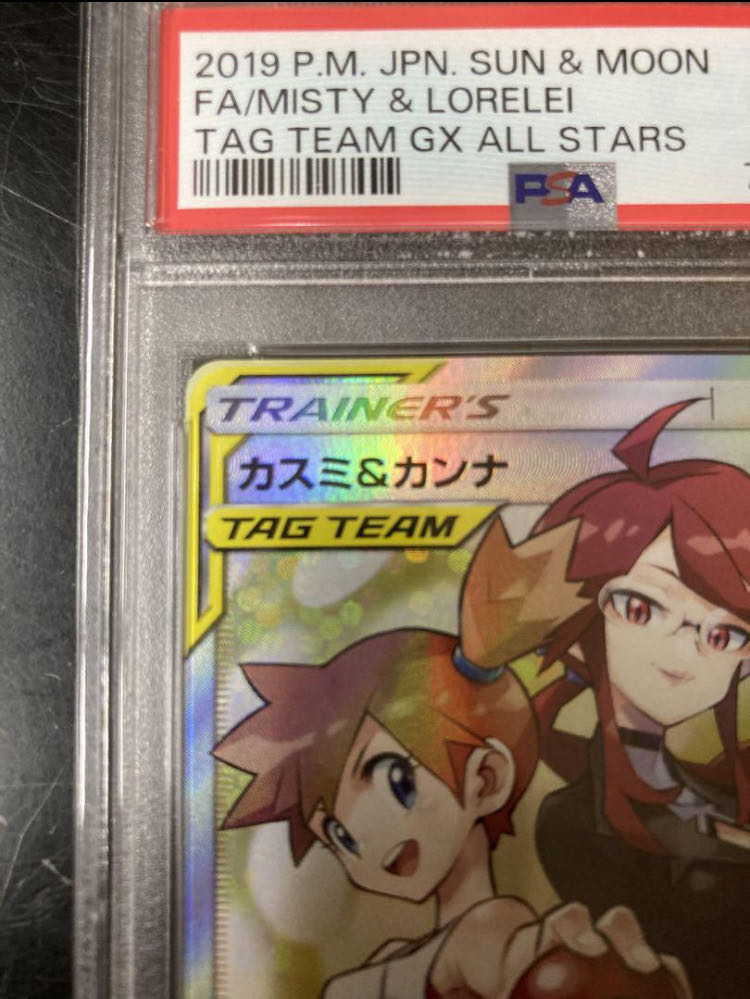 2019 P.M. JPN. SUN & MOON
FA/MISTY & LORELEI
TAG TEAM GX ALL STARS
PSA
TRAINER'S
カスミ&カンナ
TAG TEAM